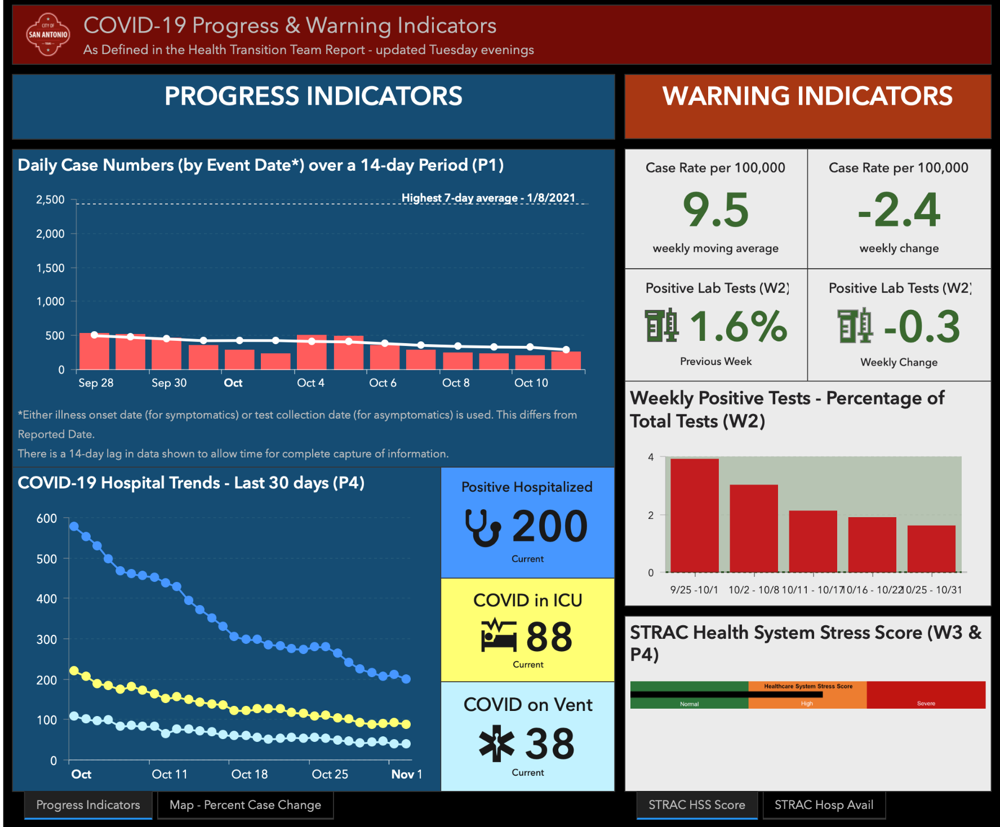 CITY OF
SAN ANTONIO
TEXAS
COVID-19 Progress & Warning Indicators
As Defined in the Health Transition Team Report - updated Tuesday evenings
PROGRESS INDICATORS
Daily Case Numbers (by Event Date*) over a 14-day Period (P1)
Highest 7-day average - 1/8/2021
2,500
2,000
1,500
1,000
500
0
Sep 28 Sep 30 Oct Oct 4 Oct 6 Oct 8 Oct 10
*Either illness onset date (for symptomatics) or test collection date (for asymptomatics) is used. This differs from
Reported Date.
There is a 14-day lag in data shown to allow time for complete capture of information.
COVID-19 Hospital Trends - Last 30 days (P4)
600
500
400
300
200
100
0
Oct Oct 11 Oct 18 Oct 25 Nov 1
Positive Hospitalized
200
Current
COVID in ICU
88
Current
COVID on Vent
38
Current
Progress Indicators
Map - Percent Case Change
WARNING INDICATORS
Case Rate per 100,000
9.5
weekly moving average
Case Rate per 100,000
-2.4
weekly change
Positive Lab Tests (W2)
1.6%
Previous Week
Positive Lab Tests (W2)
-0.3
Weekly Change
Weekly Positive Tests - Percentage of
Total Tests (W2)
4
2
0
9/25 -10/1 10/2 - 10/8 10/11 - 10/17 10/16 - 10/22 10/25 - 10/31
STRAC Health System Stress Score (W3 &
P4)
Healthcare System Stress Score
Normal High Severe
STRAC HSS Score
STRAC Hosp Avail